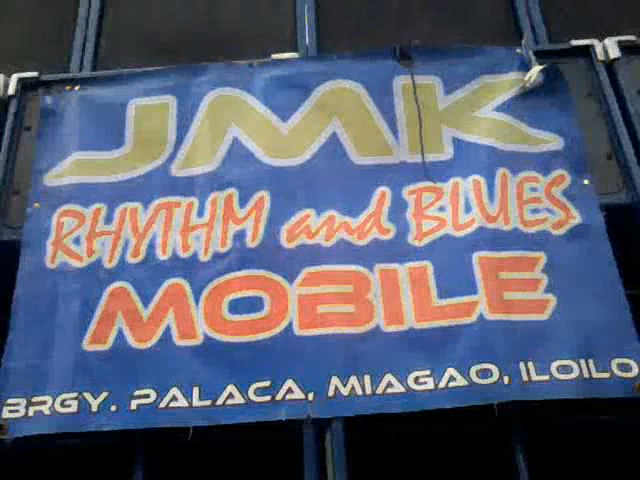 JMK
RHYTHM and BLUES
MOBILE
BRGY. PALACA, MIAGAO, ILOILO